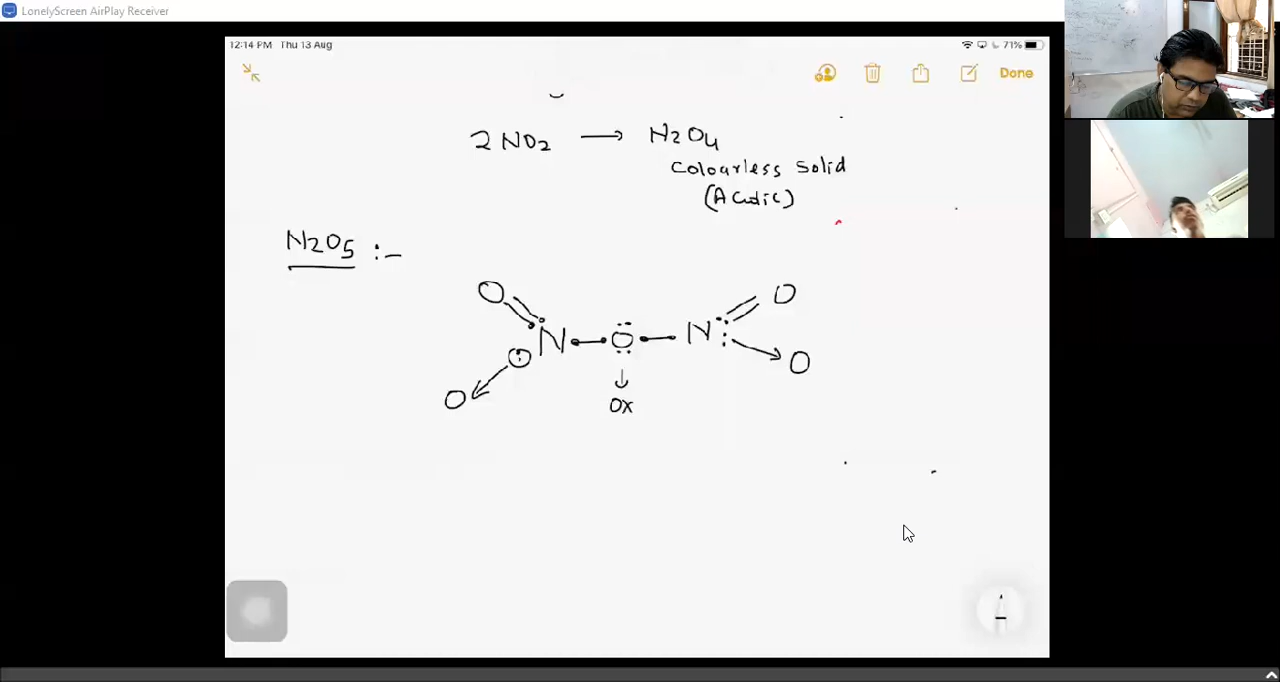 LonelyScreen AirPlay Receiver
12:14 PM Thu 13 Aug
71%
Done
2 NO2 → N2O4
Colourless Solid
(Acidic)
N2O5 :-
O O
N O N
O O
↓
OX